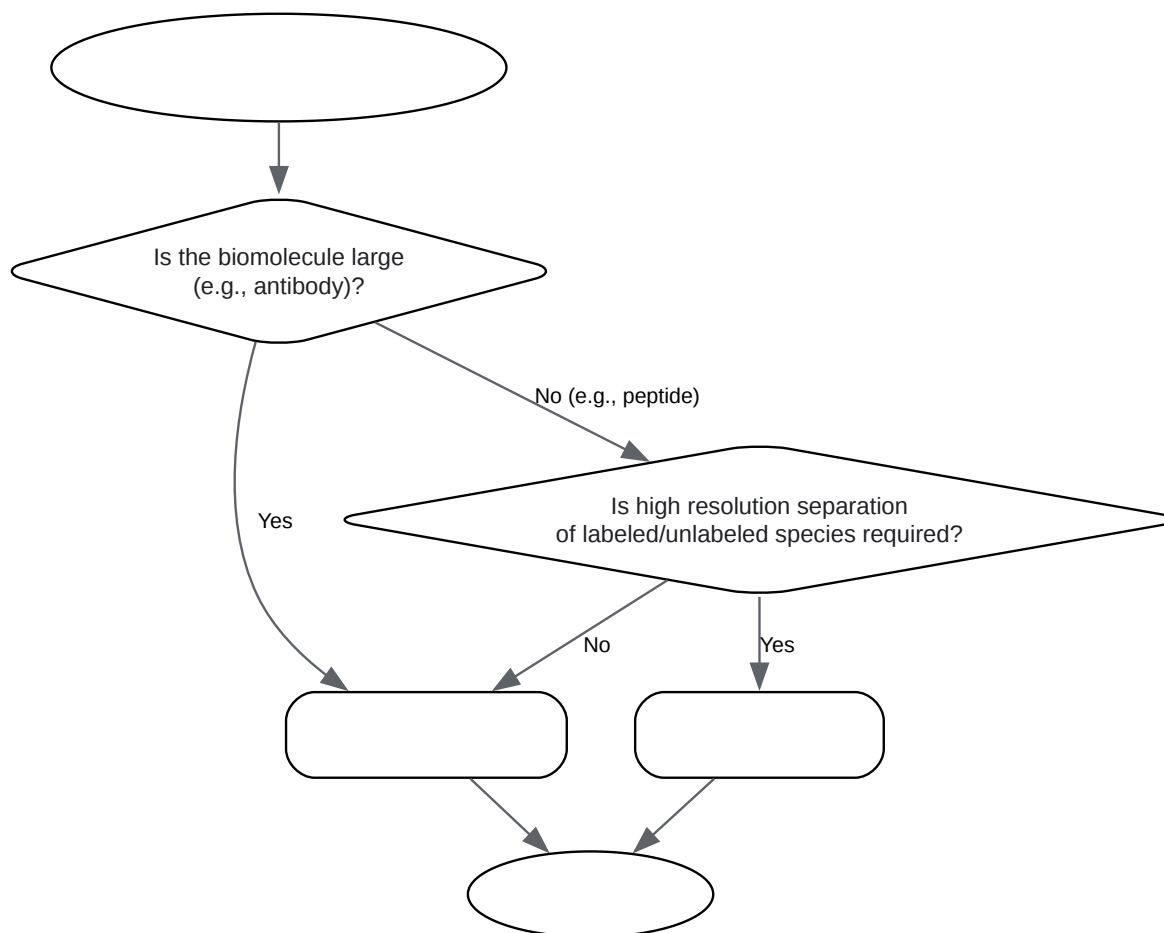 Is the biomolecule large
(e.g., antibody)?
No (e.g., peptide)
Is high resolution separation
of labeled/unlabeled species required?
Yes
No
Yes